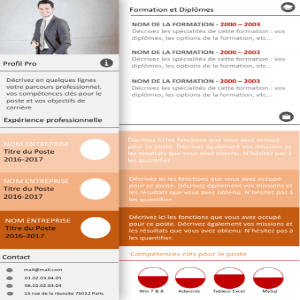 Profil Pro
Décrivez en quelques lignes
votre parcours professionnel,
vos compétences clés pour le
poste et vos objectifs de
carrière
Expérience professionnelle
NOM ENTREPRISE
Titre du Poste
2016-2017
NOM ENTREPRISE
Titre du Poste
2016-2017
NOM ENTREPRISE
Titre du Poste
2016-2017
Contact
mail@mail.com
01.02.03.04.05
06.01.02.03.04
15 rue de la réussite 75012 Paris
Formation et Diplômes
NOM DE LA FORMATION - 2000 – 2003
Décrivez les spécialités de cette formation : vos
diplômes, les options de la formation, etc...
NOM DE LA FORMATION - 2000 – 2003
Décrivez les spécialités de cette formation : vos
diplômes, les options de la formation, etc...
NOM DE LA FORMATION - 2000 – 2003
Décrivez les spécialités de cette formation : vos
diplômes, les options de la formation, etc...
Décrivez ici les fonctions que vous avez occupé
pour ce poste. Décrivez également vos missions et
les résultats que vous avez obtenu. N'hésitez pas à
les quantifier.
Décrivez ici les fonctions que vous avez occupé
pour ce poste. Décrivez également vos missions et
les résultats que vous avez obtenu. N'hésitez pas à
les quantifier.
Décrivez ici les fonctions que vous avez occupé
pour ce poste. Décrivez également vos missions et
les résultats que vous avez obtenu. N'hésitez pas à
les quantifier.
Compétences clés pour le poste
Win 7 & 8
Adwords
Tableur Excel
MySql